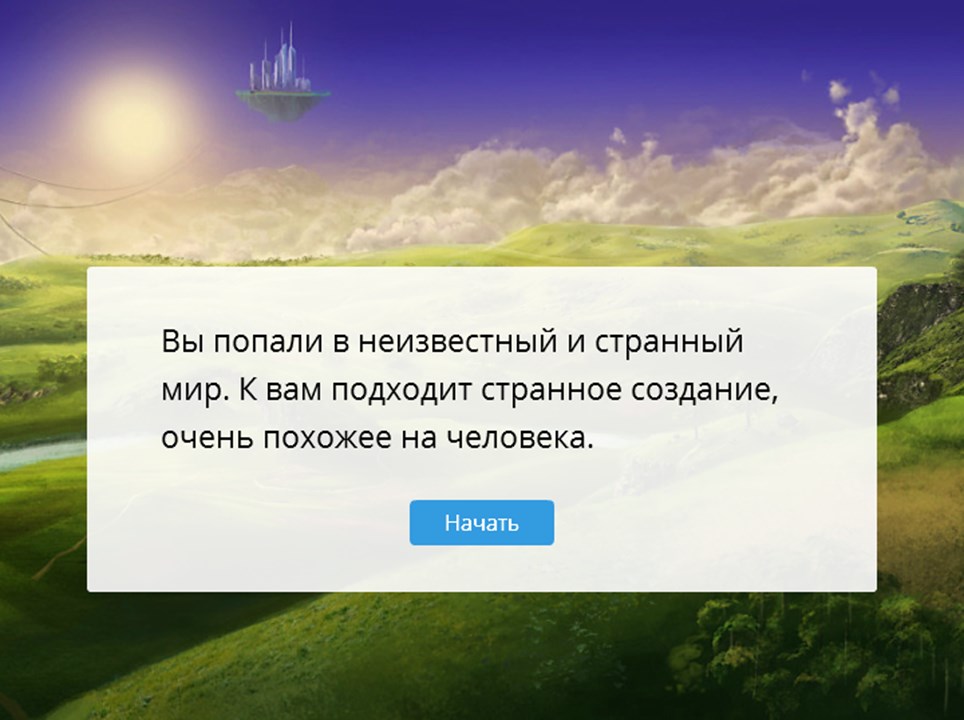 Вы попали в неизвестный и странный
мир. К вам подходит странное создание,
очень похожее на человека.
Начать